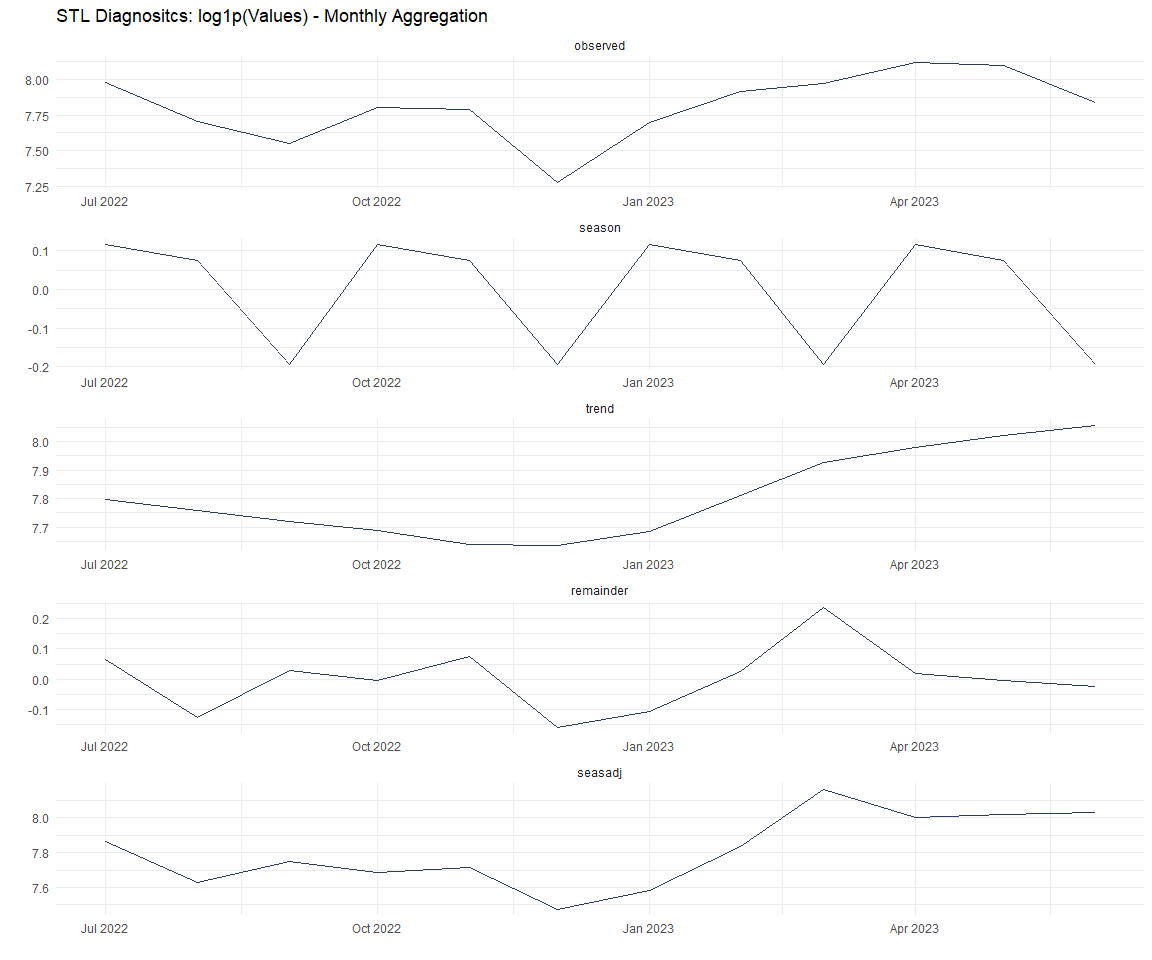 STL Diagnositcs: log1p(Values) - Monthly Aggregation
observed
8.00
7.75
7.50
7.25
Jul 2022 Oct 2022 Jan 2023 Apr 2023
season
0.1
0.0
-0.1
-0.2
Jul 2022 Oct 2022 Jan 2023 Apr 2023
trend
8.0
7.9
7.8
7.7
Jul 2022 Oct 2022 Jan 2023 Apr 2023
remainder
0.2
0.1
0.0
-0.1
Jul 2022 Oct 2022 Jan 2023 Apr 2023
seasadj
8.0
7.8
7.6
Jul 2022 Oct 2022 Jan 2023 Apr 2023